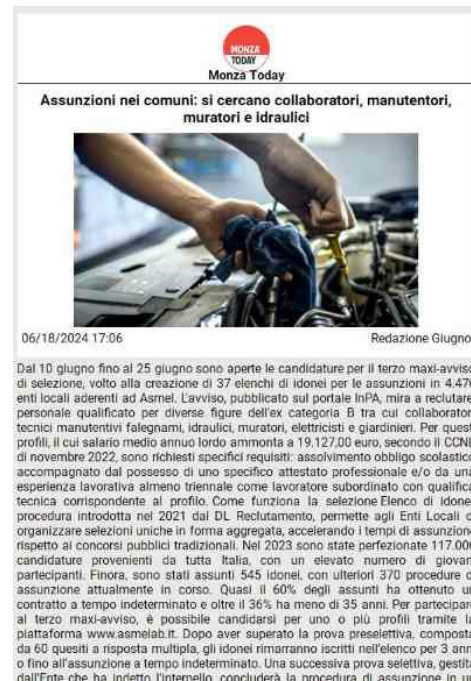 MONZA
TODAY
Monza Today
Assunzioni nei comuni: si cercano collaboratori, manutentori,
muratori e idraulici
06/18/2024 17:06 Redazione Giugno
Dal 10 giugno fino al 25 giugno sono aperte le candidature per il terzo maxi-avviso
di selezione, volto alla creazione di 37 elenchi di idonei per le assunzioni in 4.470
enti locali aderenti ad Asmel. L'avviso, pubblicato sul portale InPA, mira a reclutare
personale qualificato per diverse figure dell'ex categoria B tra cui collaboratori
tecnici manutentivi falegnami, idraulici, muratori, elettricisti e giardinieri. Per questi
profili, il cui salario medio annuo lordo ammonta a 19.127,00 euro, secondo il CCNL
di novembre 2022, sono richiesti specifici requisiti: assolvimento obbligo scolastico
accompagnato dal possesso di uno specifico attestato professionale e/o da una
esperienza lavorativa almeno triennale come lavoratore subordinato con qualifica
tecnica corrispondente al profilo. Come funziona la selezione Elenco di idonei
procedura introdotta nel 2021 dal DL Reclutamento, permette agli Enti Locali di
organizzare selezioni uniche in forma aggregata, accelerando i tempi di assunzione
rispetto ai concorsi pubblici tradizionali. Nel 2023 sono state perfezionate 117.000
candidature provenienti da tutta Italia, con un elevato numero di giovani
partecipanti. Finora, sono stati assunti 545 idonei, con ulteriori 370 procedure di
assunzione attualmente in corso. Quasi il 60% degli assunti ha ottenuto un
contratto a tempo indeterminato e oltre il 36% ha meno di 35 anni. Per partecipare
al terzo maxi-avviso, è possibile candidarsi per uno o più profili tramite la
piattaforma www.asmelab.it. Dopo aver superato la prova preselettiva, composta
da 60 quesiti a risposta multipla, gli idonei rimarranno iscritti nell'elenco per 3 anni
o fino all'assunzione a tempo indeterminato. Una successiva prova selettiva, gestita
dall'Ente che ha indetto l'interpello, concluderà la procedura di assunzione in un